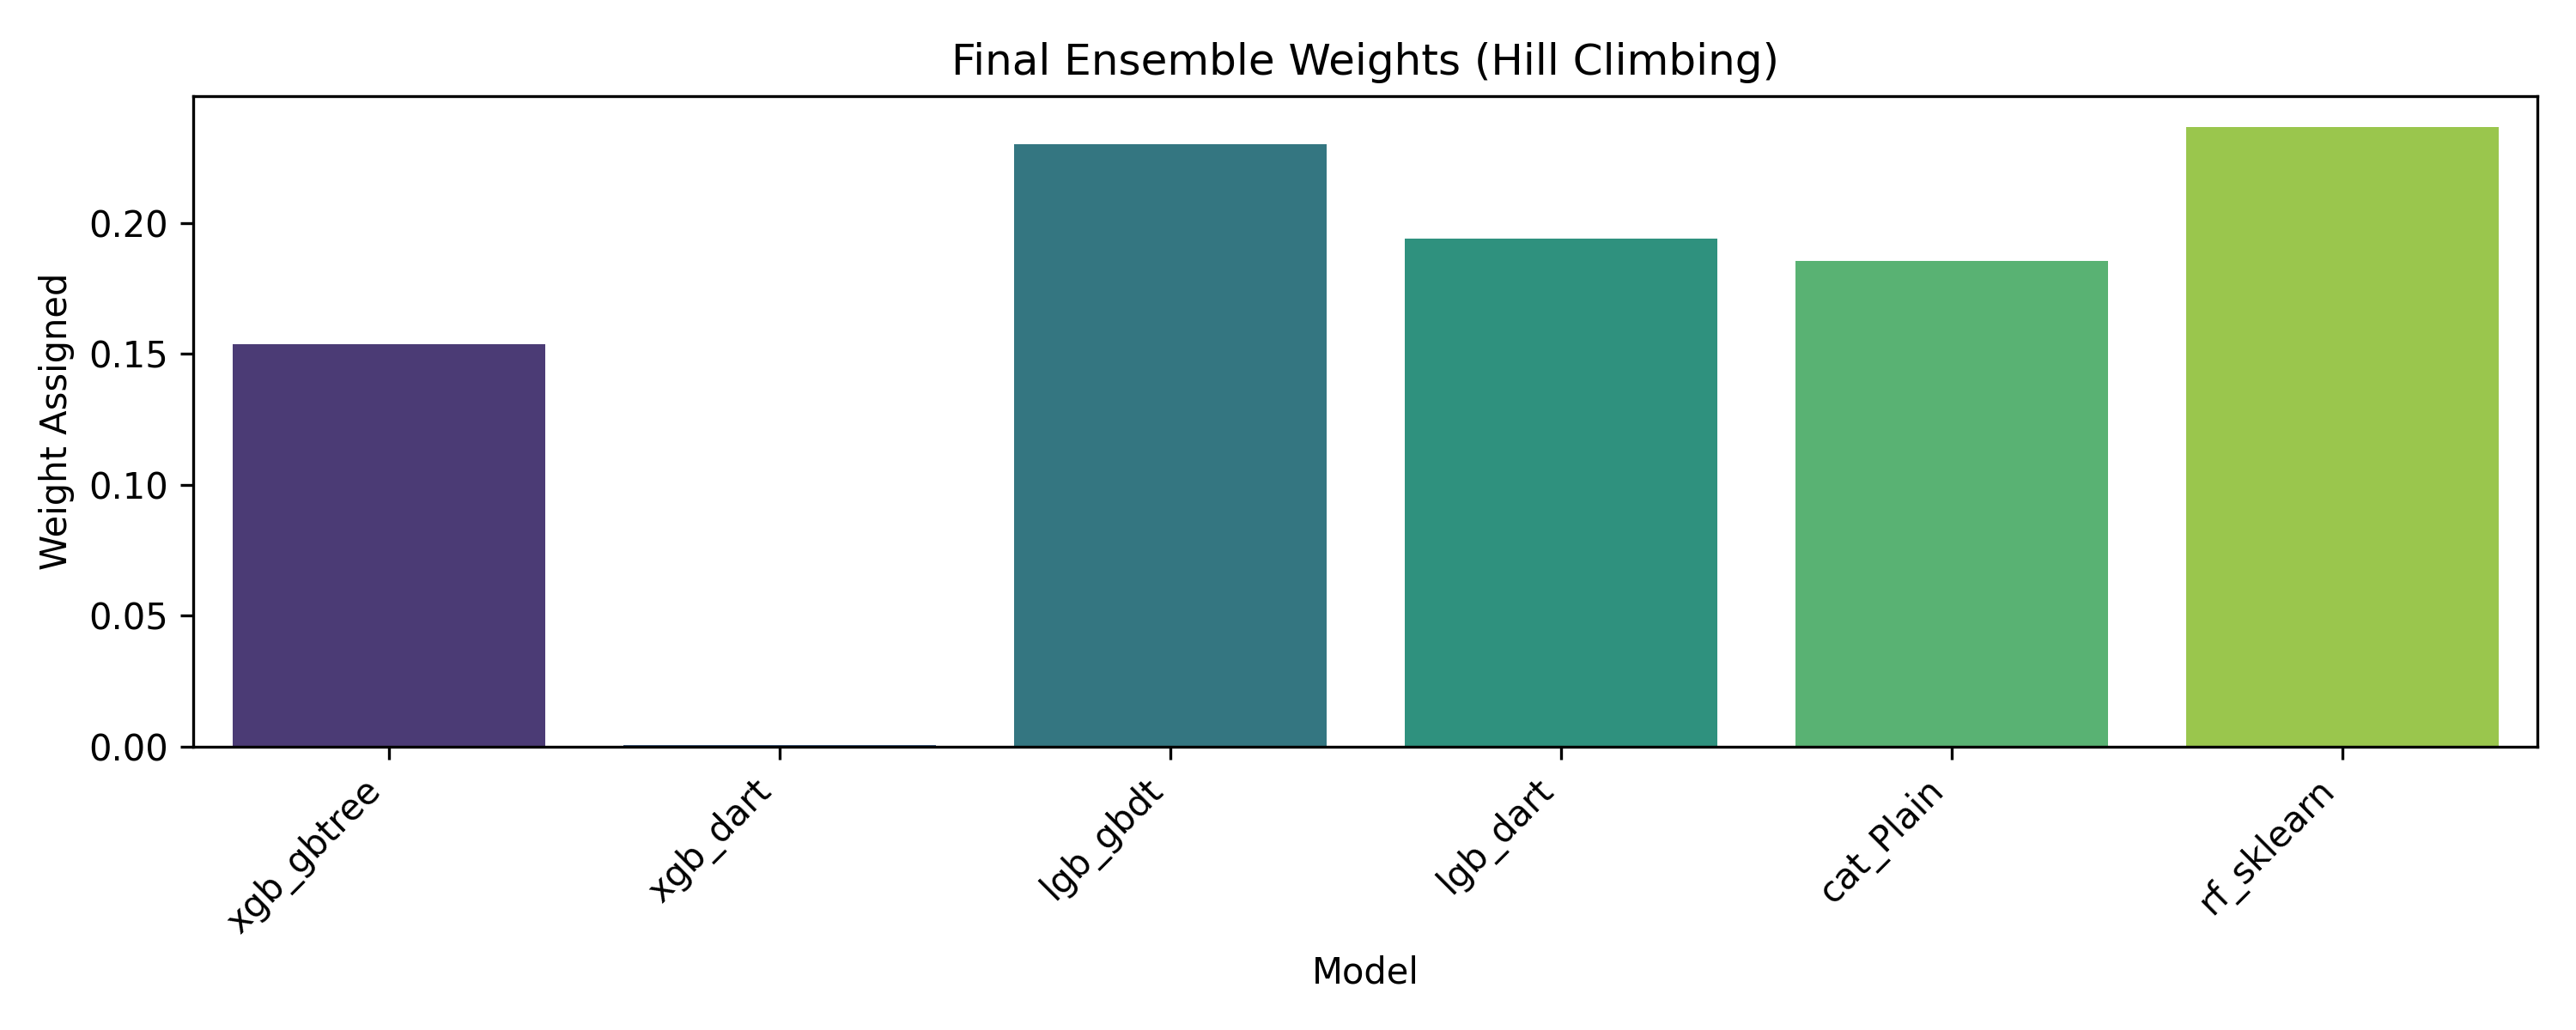 Final Ensemble Weights (Hill Climbing)
Weight Assigned
0.20
0.15
0.10
0.05
0.00
xgb_gbtree
xgb_dart
lgb_gbdt
lgb_dart
cat_Plain
rf_sklearn
Model